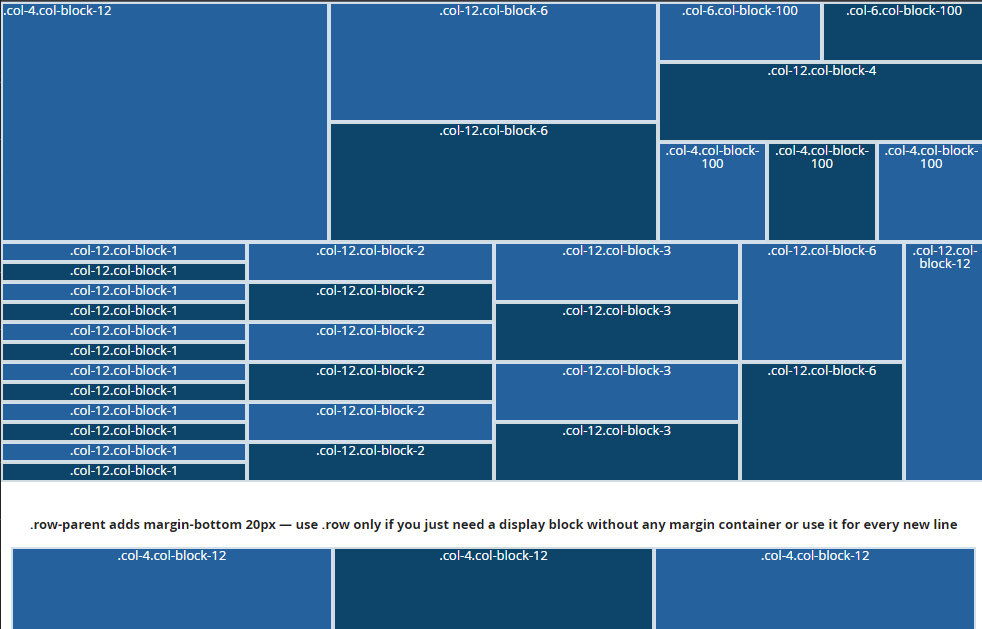 .col-4.col-block-12
.col-12.col-block-6
.col-6.col-block-100
.col-6.col-block-100
.col-12.col-block-4
.col-12.col-block-6
.col-4.col-block-
100
.col-4.col-block-
100
.col-4.col-block-
100
.col-12.col-block-1
.col-12.col-block-1
.col-12.col-block-1
.col-12.col-block-1
.col-12.col-block-1
.col-12.col-block-1
.col-12.col-block-1
.col-12.col-block-1
.col-12.col-block-1
.col-12.col-block-1
.col-12.col-block-1
.col-12.col-block-1
.col-12.col-block-2
.col-12.col-block-2
.col-12.col-block-2
.col-12.col-block-2
.col-12.col-block-2
.col-12.col-block-2
.col-12.col-block-3
.col-12.col-block-3
.col-12.col-block-3
.col-12.col-block-3
.col-12.col-block-6
.col-12.col-block-6
.col-12.col-
block-12
.row-parent adds margin-bottom 20px — use .row only if you just need a display block without any margin container or use it for every new line
.col-4.col-block-12
.col-4.col-block-12
.col-4.col-block-12